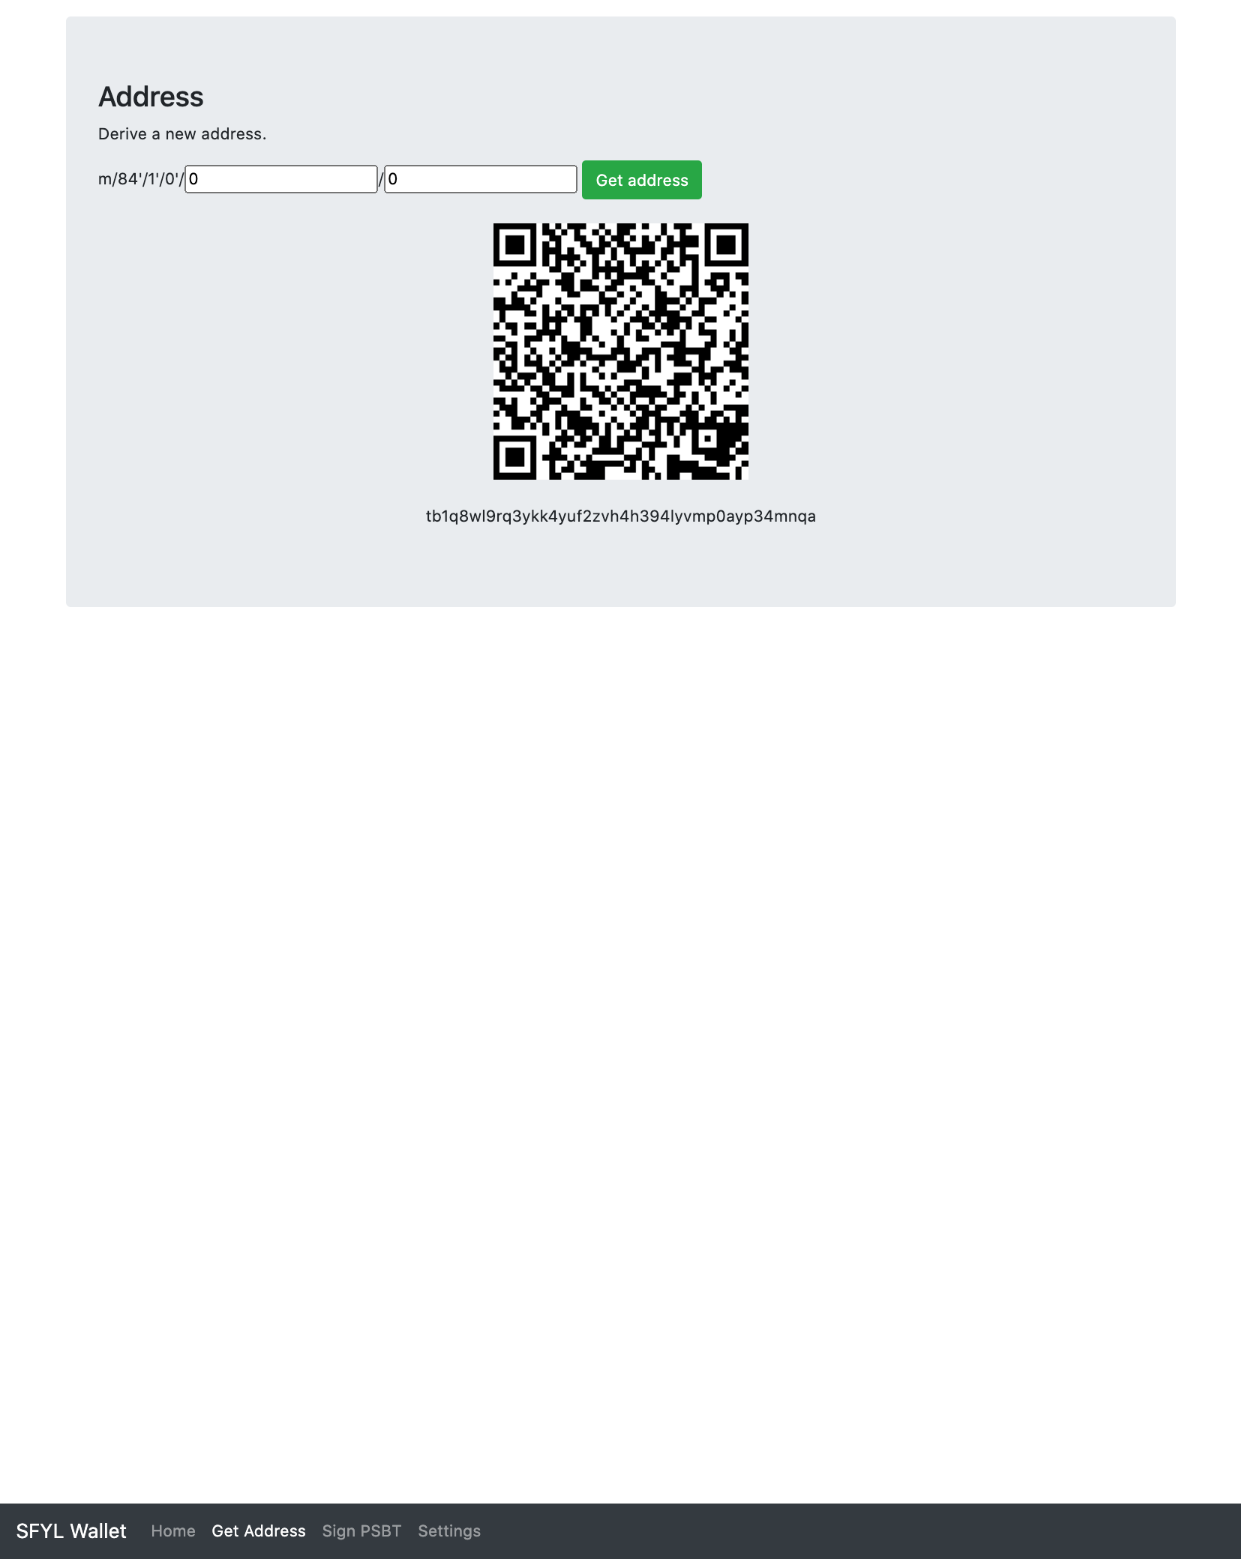 Address
Derive a new address.
m/84'/1'/0'/0/0 Get address
tb1q8wl9rq3ykk4yuf2zvh4h394lyvmp0ayp34mnqa
SFYL Wallet Home Get Address Sign PSBT Settings